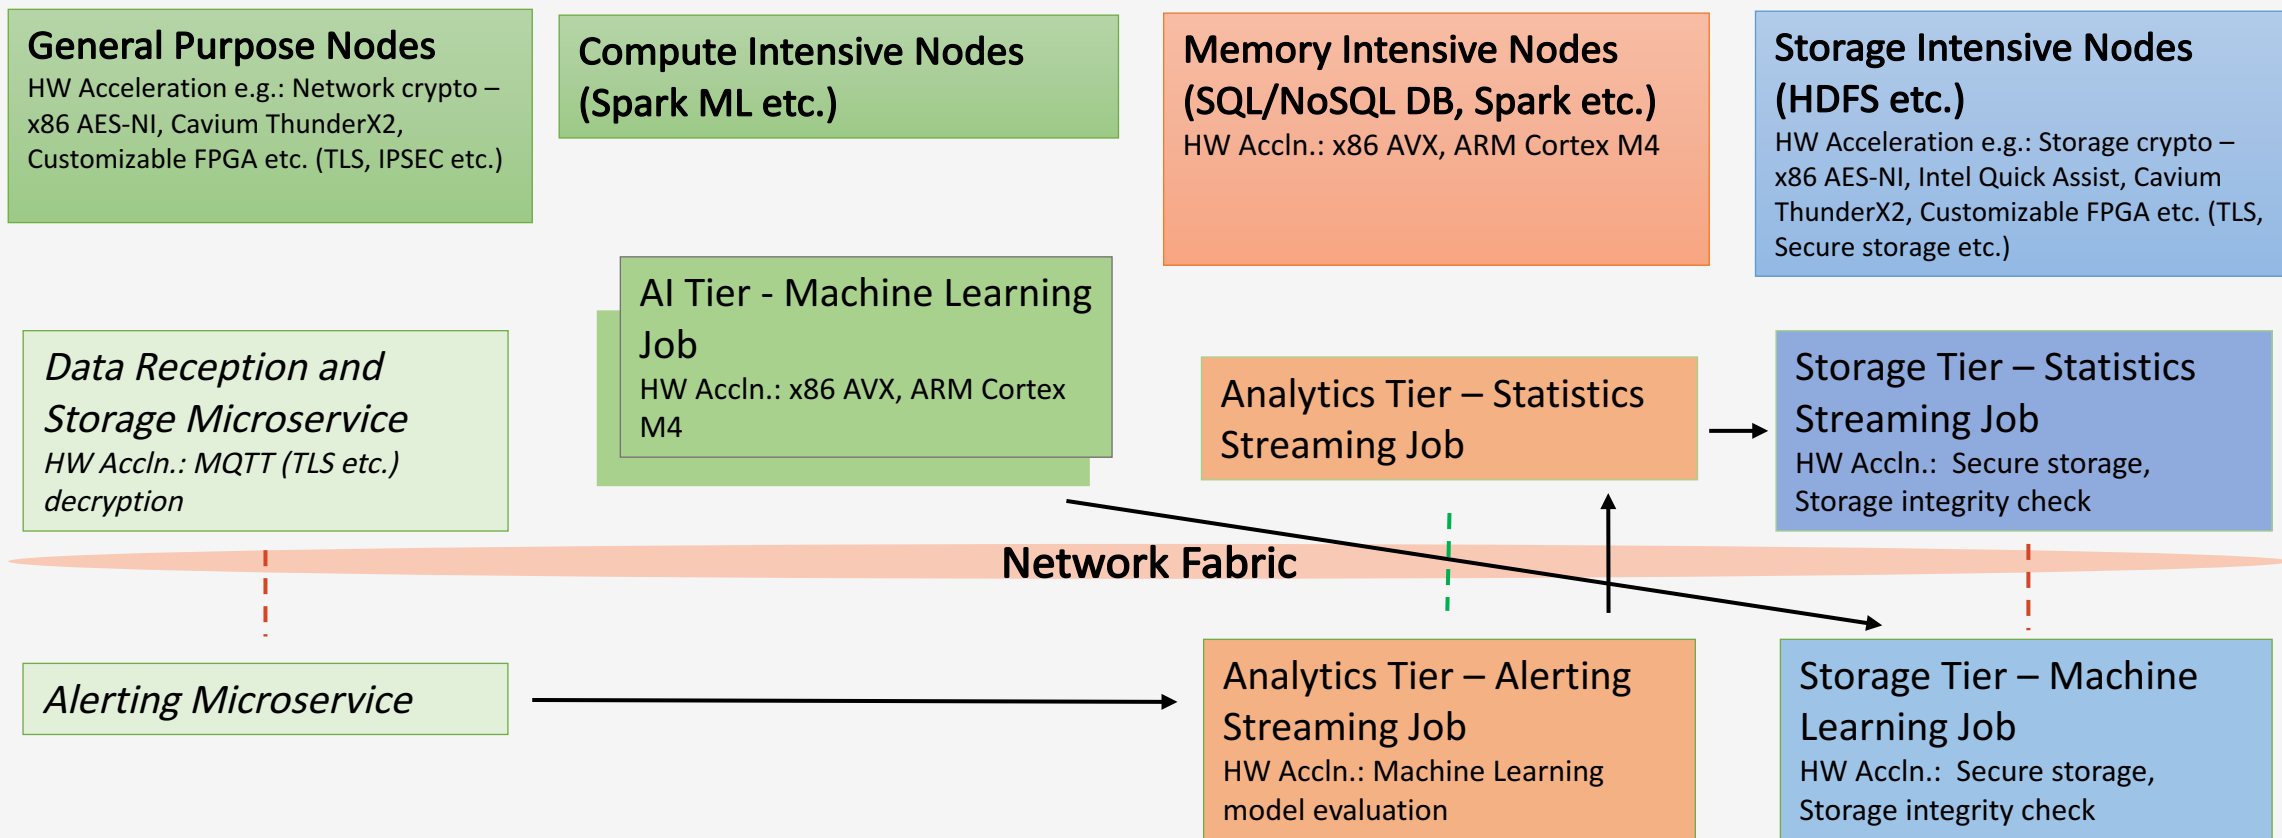 General Purpose Nodes
HW Acceleration e.g.: Network crypto –
x86 AES-NI, Cavium ThunderX2,
Customizable FPGA etc. (TLS, IPSEC etc.)
Compute Intensive Nodes
(Spark ML etc.)
Memory Intensive Nodes
(SQL/NoSQL DB, Spark etc.)
HW Accln.: x86 AVX, ARM Cortex M4
Storage Intensive Nodes
(HDFS etc.)
HW Acceleration e.g.: Storage crypto –
x86 AES-NI, Intel Quick Assist, Cavium
ThunderX2, Customizable FPGA etc. (TLS,
Secure storage etc.)
Data Reception and
Storage Microservice
HW Accln.: MQTT (TLS etc.)
decryption
AI Tier - Machine Learning
Job
HW Accln.: x86 AVX, ARM Cortex
M4
Analytics Tier – Statistics
Streaming Job
Storage Tier – Statistics
Streaming Job
HW Accln.: Secure storage,
Storage integrity check
Network Fabric
Alerting Microservice
Analytics Tier – Alerting
Streaming Job
HW Accln.: Machine Learning
model evaluation
Storage Tier – Machine
Learning Job
HW Accln.: Secure storage,
Storage integrity check